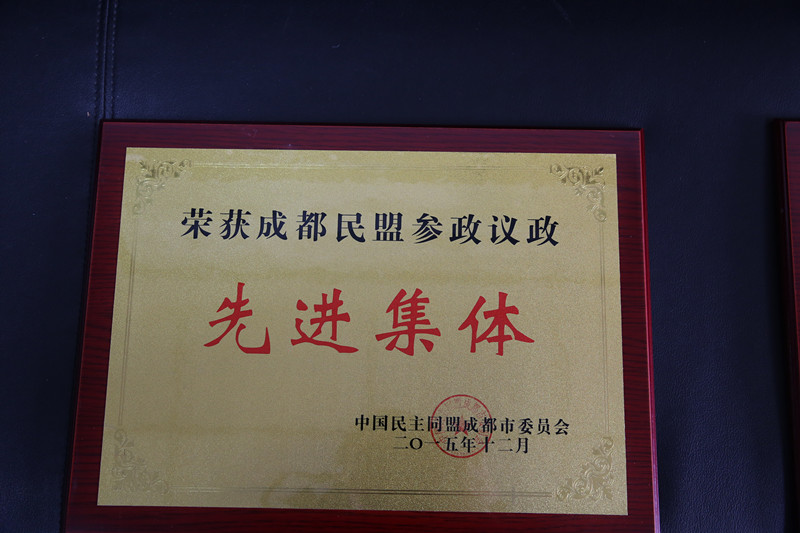 荣获成都民盟参政议政
先进集体
中国民主同盟成都市委员会
二〇一五年十二月